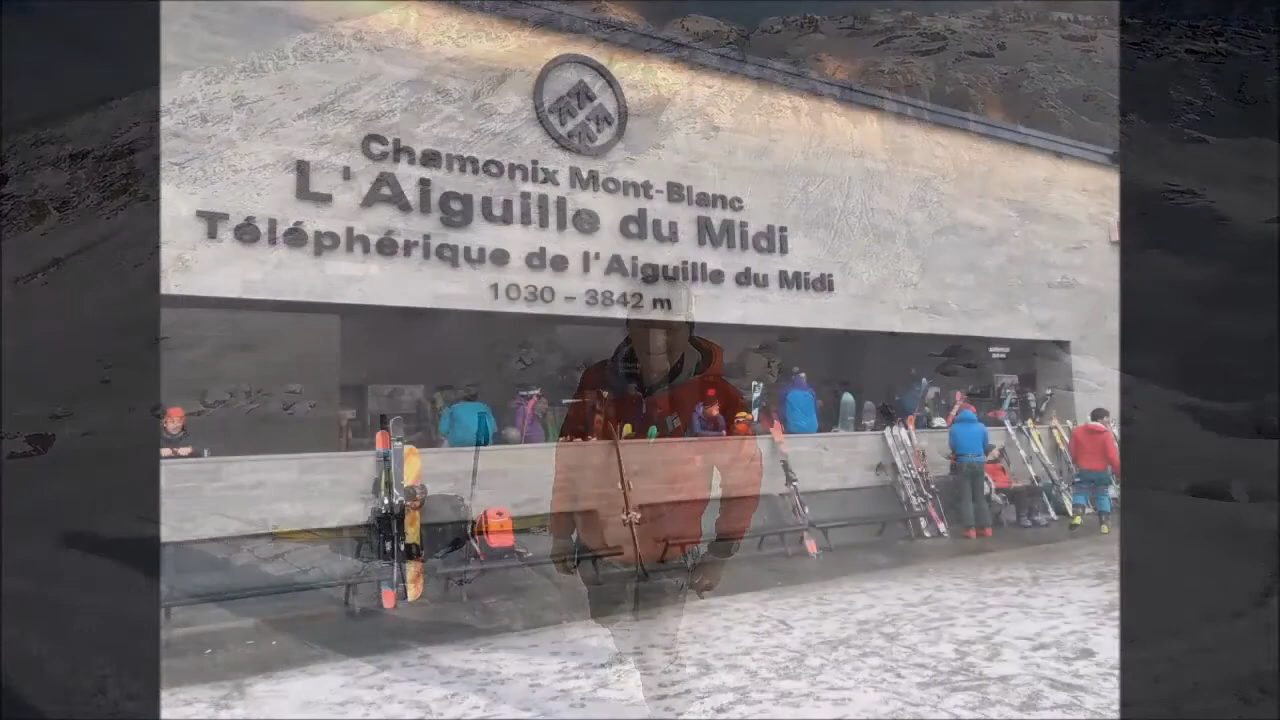 Chamonix Mont-Blanc
L'Aiguille du Midi
Téléphérique de l'Aiguille du Midi
1030 – 3842 m